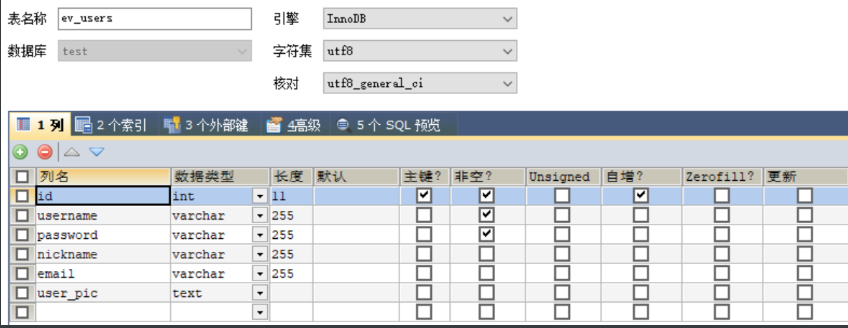 表名称 ev_users 引擎 InnoDB
数据库 test 字符集 utf8
核对 utf8_general_ci
1 列 2 个索引 3 个外部键 4高级 5 个 SQL 预览
列名 数据类型 长度 默认 主键? 非空? Unsigned 自增? Zerofill? 更新
id int 11
username varchar 255
password varchar 255
nickname varchar 255
email varchar 255
user_pic text